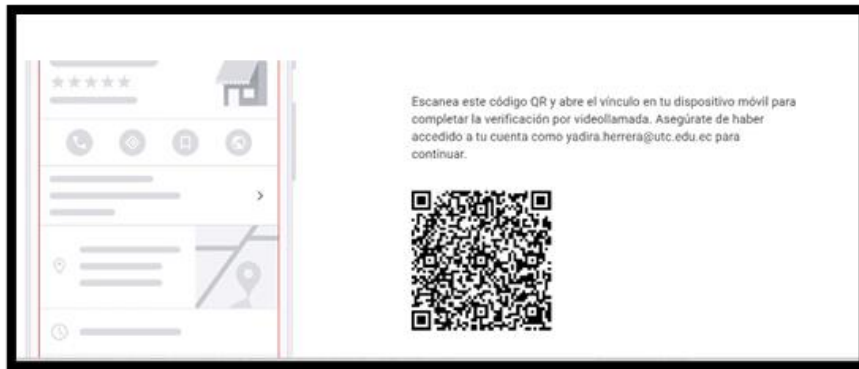 Escanea este código QR y abre el vínculo en tu dispositivo móvil para
completar la verificación por videollamada. Asegúrate de haber
accedido a tu cuenta como yadira.herrera@utc.edu.ec para
continuar.